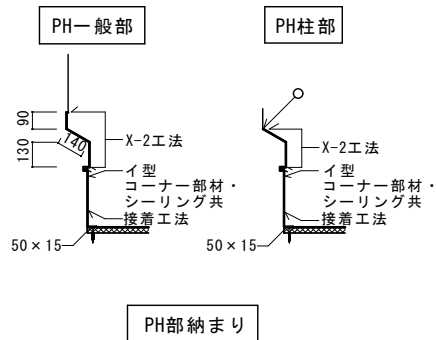 PH一般部
PH柱部
90
130
140
X-2工法
イ型
コーナー部材・
シーリング共
接着工法
50×15
X-2工法
イ型
コーナー部材・
シーリング共
接着工法
50×15
PH部納まり